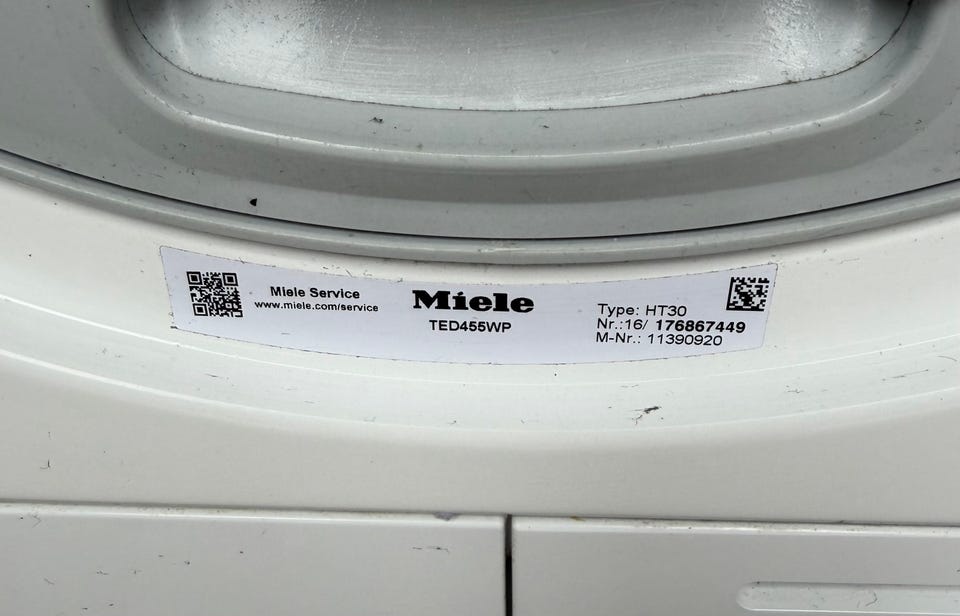 Miele Service
www.miele.com/service
Miele
TED455WP
Type: HT30
Nr.:16/ 176867449
M-Nr.: 11390920